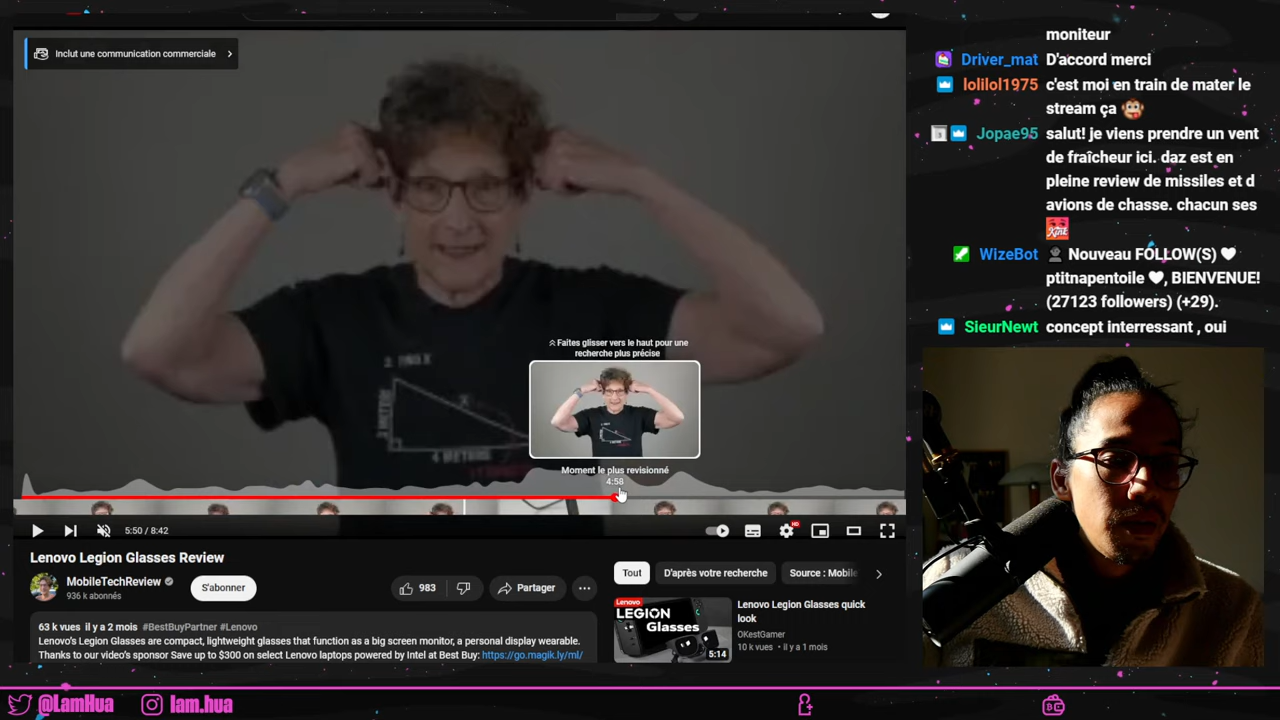 Inclut une communication commerciale
Faites glisser vers le haut pour une
recherche plus précise
Moment le plus revisionné
4:58
4 METERS
5:50 / 8:42
HD
Lenovo Legion Glasses Review
MobileTechReview
936 k abonnés
S'abonner
983
Partager
63 k vues il y a 2 mois #BestBuyPartner #Lenovo
Lenovo's Legion Glasses are compact, lightweight glasses that function as a big screen monitor, a personal display wearable.
Thanks to our video's sponsor Save up to $300 on select Lenovo laptops powered by Intel at Best Buy: https://go.magik.ly/ml/
Tout
D'après votre recherche
Source : Mobile
Lenovo
LEGION
Glasses
5:14
Lenovo Legion Glasses quick
look
OKestGamer
10 k vues • il y a 1 mois
moniteur
Driver_mat D'accord merci
lolilol1975 c'est moi en train de mater le
stream ça
Jopae95 salut! je viens prendre un vent
de fraîcheur ici. daz est en
pleine review de missiles et d
avions de chasse. chacun ses
WizeBot Nouveau FOLLOW(S)
ptitnapentoile, BIENVENUE!
(27123 followers) (+29).
SieurNewt concept interressant , oui
@LamHua
lam.hua